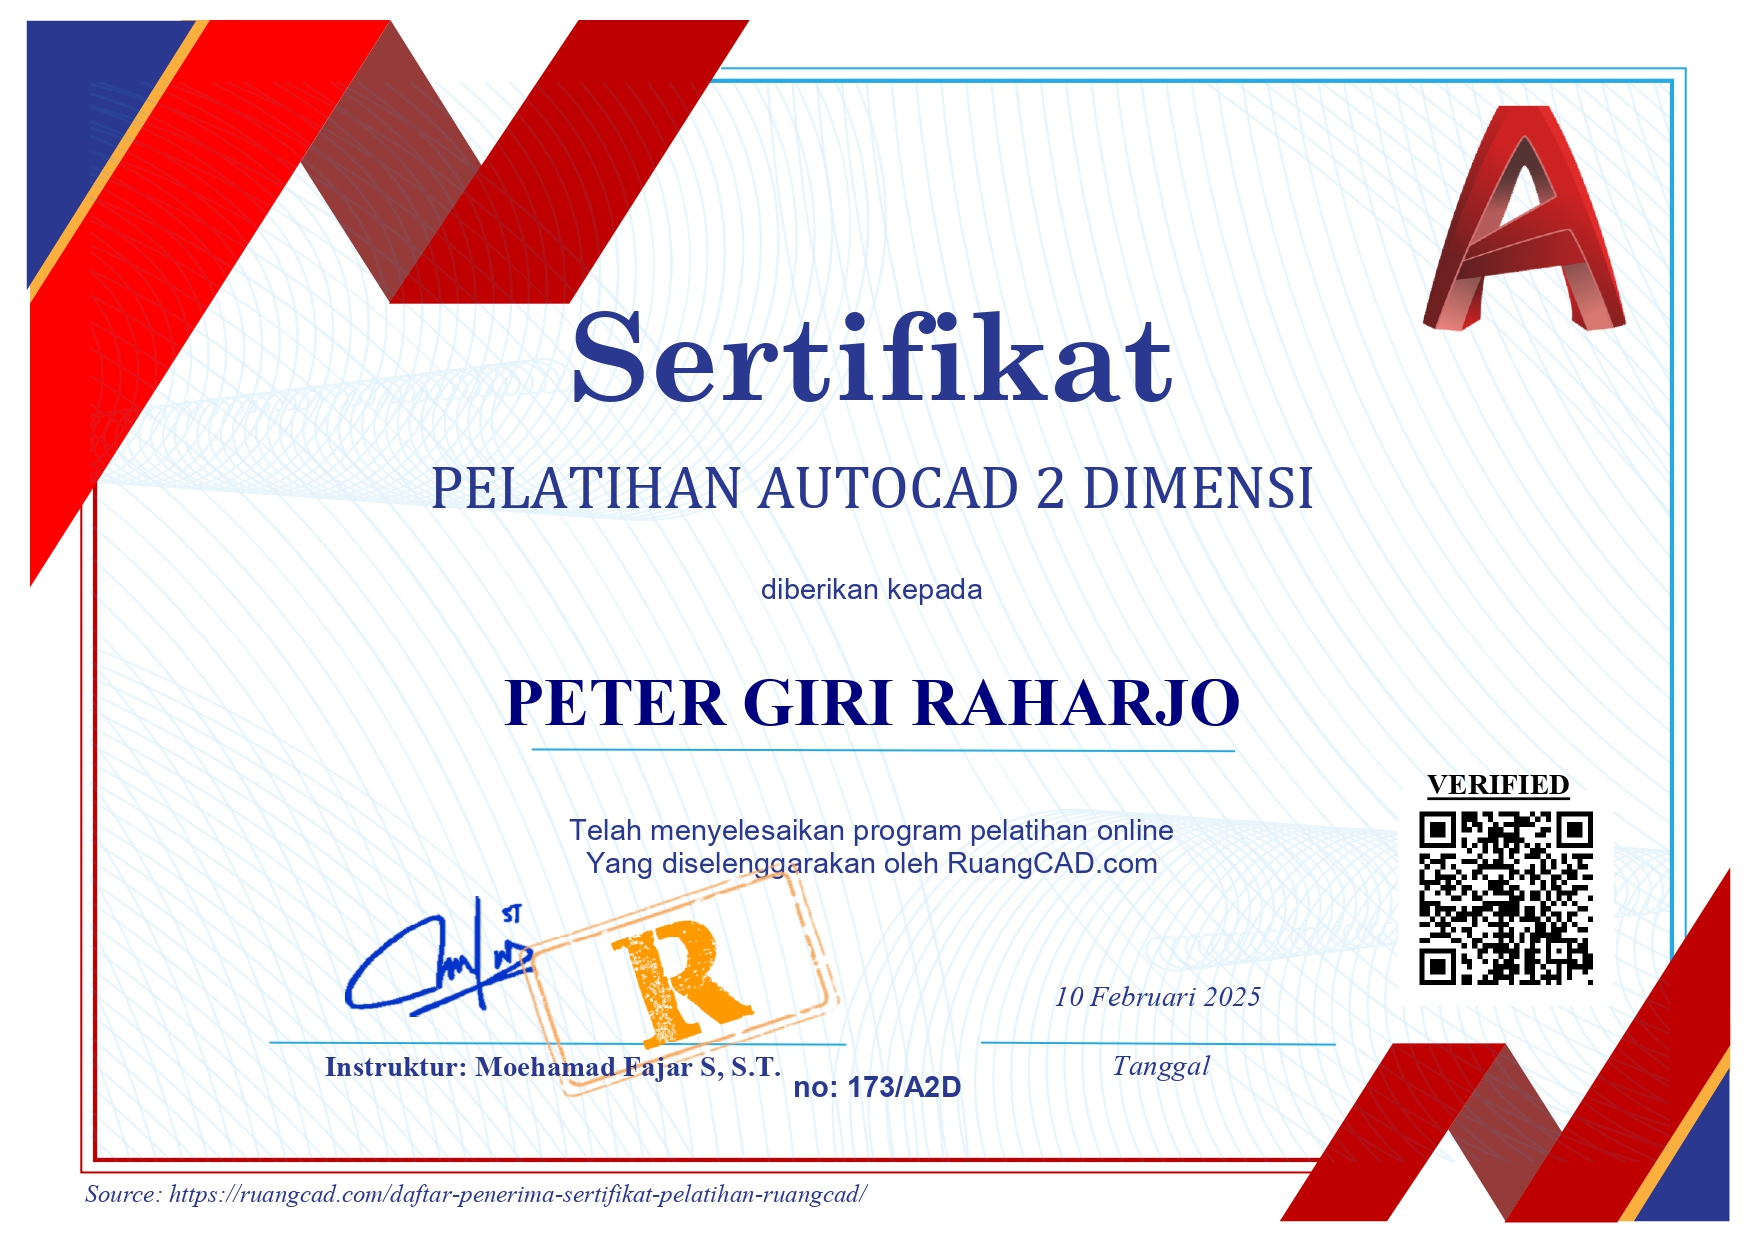 Sertifikat
PELATIHAN AUTOCAD 2 DIMENSI
diberikan kepada
PETER GIRI RAHARJO
VERIFIED
Telah menyelesaikan program pelatihan online
Yang diselenggarakan oleh RuangCAD.com
ST
R
10 Februari 2025
Instruktur: Moehamad Fajar S, S.T.
Tanggal
no: 173/A2D
Source: https://ruangcad.com/daftar-penerima-sertifikat-pelatihan-ruangcad/